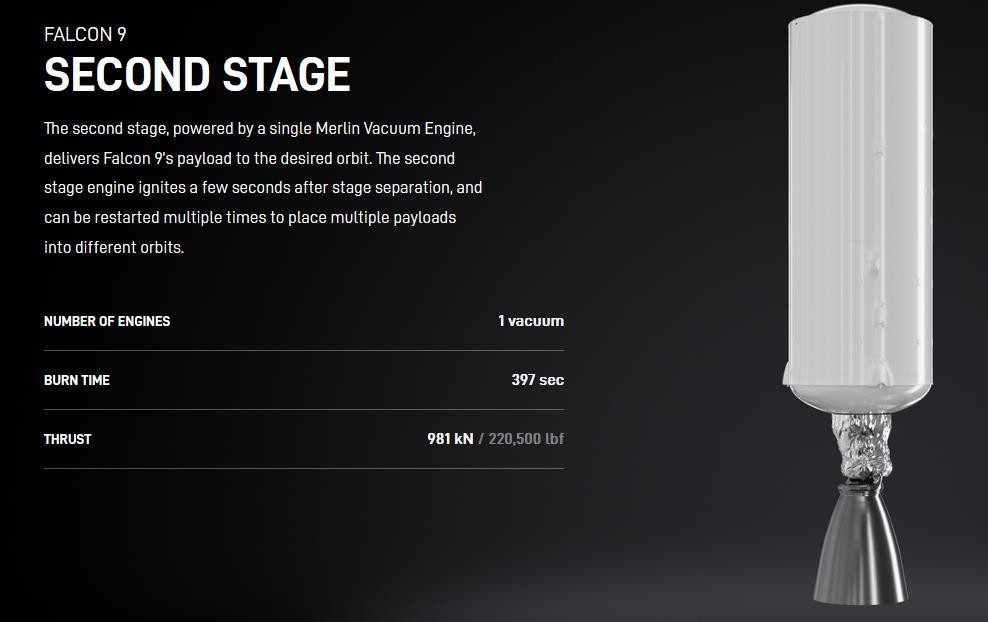 FALCON 9
SECOND STAGE
The second stage, powered by a single Merlin Vacuum Engine,
delivers Falcon 9's payload to the desired orbit. The second
stage engine ignites a few seconds after stage separation, and
can be restarted multiple times to place multiple payloads
into different orbits.
NUMBER OF ENGINES 1 vacuum
BURN TIME 397 sec
THRUST 981 kN / 220,500 lbf